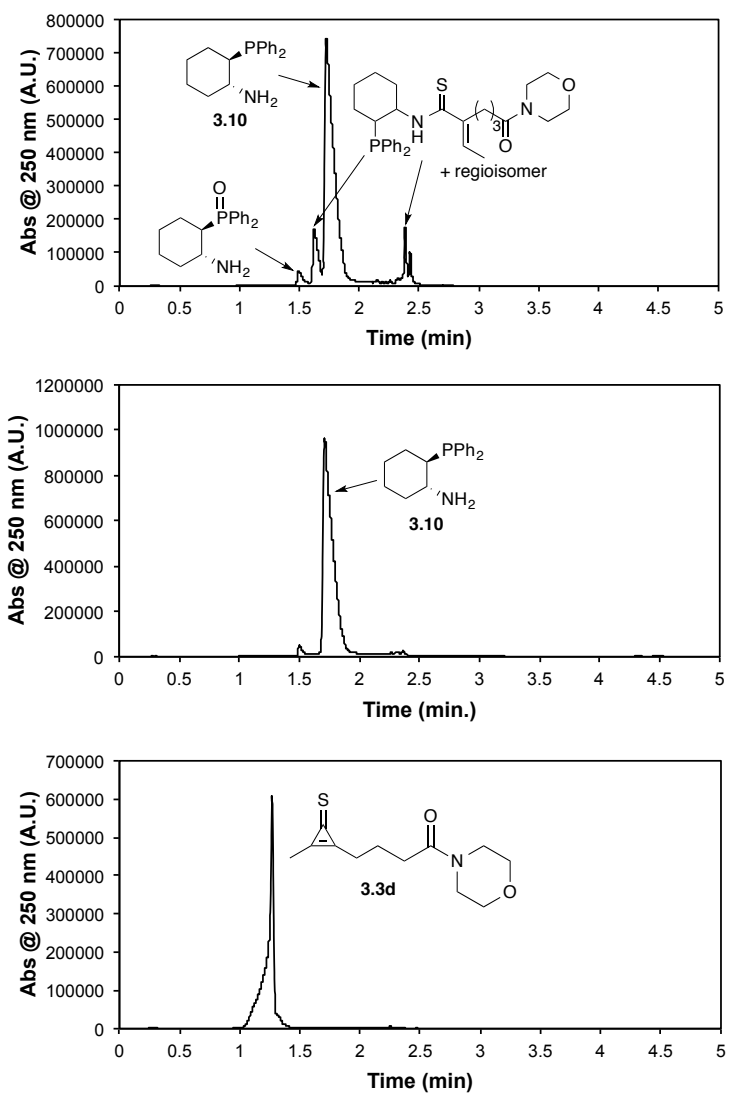 800000
700000
600000
500000
400000
300000
200000
100000
0
Abs @ 250 nm (A.U.)
PPh2
NH2
3.10
O
PPh2
NH2
S
N
H
PPh2
( )3
O
N
O
+ regioisomer
0 0.5 1 1.5 2 2.5 3 3.5 4 4.5 5
Time (min)
1200000
1000000
800000
600000
400000
200000
0
Abs @ 250 nm (A.U.)
PPh2
NH2
3.10
0 0.5 1 1.5 2 2.5 3 3.5 4 4.5 5
Time (min.)
700000
600000
500000
400000
300000
200000
100000
0
Abs @ 250 nm (A.U.)
S
O
N
O
3.3d
0 0.5 1 1.5 2 2.5 3 3.5 4 4.5 5
Time (min)